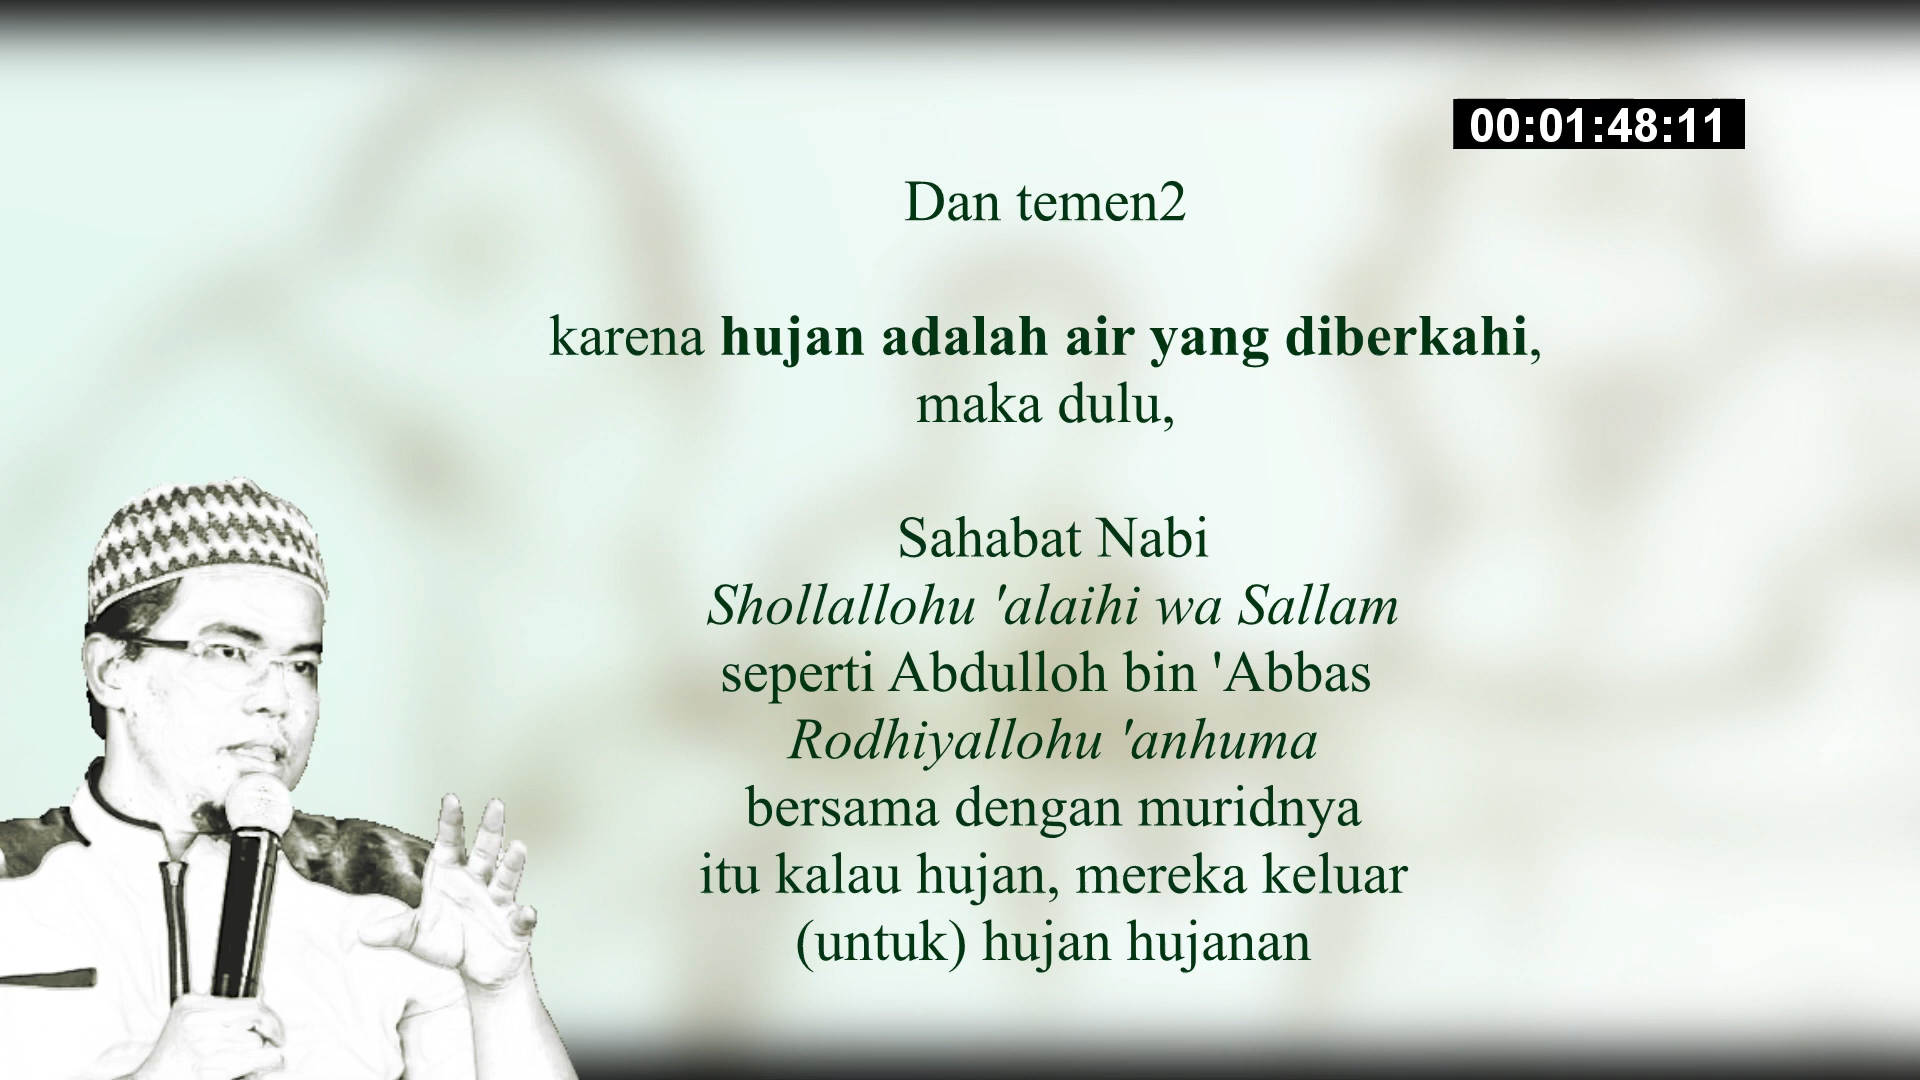 00:01:48:11
Dan temen2
karena hujan adalah air yang diberkahi,
maka dulu,
Sahabat Nabi
Shollallohu 'alaihi wa Sallam
seperti Abdulloh bin 'Abbas
Rodhiyallohu 'anhuma
bersama dengan muridnya
itu kalau hujan, mereka keluar
(untuk) hujan hujanan